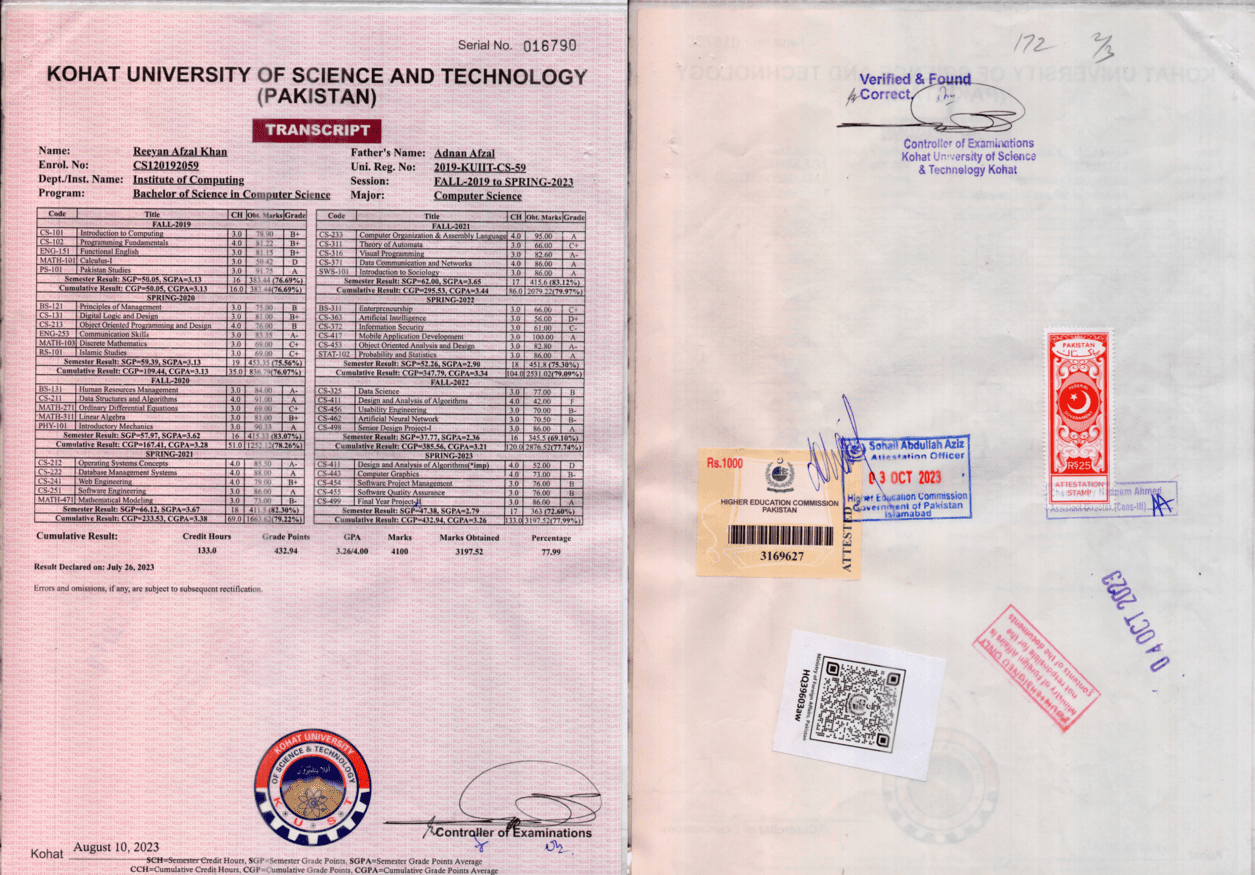 Serial No. 016790
KOHAT UNIVERSITY OF SCIENCE AND TECHNOLOGY
(PAKISTAN)
TRANSCRIPT
Name: Reeyan Afzal Khan
Father's Name: Adnan Afzal
Enrol. No: CS120192059
Uni. Reg. No: 2019-KUIIT-CS-59
Dept./Inst. Name: Institute of Computing
Session: FALL-2019 to SPRING-2023
Program: Bachelor of Science in Computer Science
Major: Computer Science
Code Title CH Obt. Marks Grade
FALL-2019
CS-101 Introduction to Computing 3.0 78.90 B+
CS-102 Programming Fundamentals 4.0 81.22 B+
ENG-151 Functional English 3.0 81.15 B+
MATH-101 Calculus-I 3.0 50.42 D
PS-101 Pakistan Studies 3.0 91.75 A
Semester Result: SGP=50.05, SGPA=3.13 16 383.44 (76.69%)
Cumulative Result: CGP=50.05, CGPA=3.13 16.0 383.44(76.69%)
SPRING-2020
BS-121 Principles of Management 3.0 75.00 B
CS-131 Digital Logic and Design 3.0 81.00 B+
CS-213 Object Oriented Programming and Design 4.0 76.00 B
ENG-253 Communication Skills 3.0 83.35 A-
MATH-103 Discrete Mathematics 3.0 69.00 C+
RS-101 Islamic Studies 3.0 69.00 C+
Semester Result: SGP=59.39, SGPA=3.13 19 453.35 (75.56%)
Cumulative Result: CGP=109.44, CGPA=3.13 35.0 836.79(76.07%)
FALL-2020
BS-131 Human Resources Management 3.0 84.00 A-
CS-211 Data Structures and Algorithms 4.0 91.00 A
MATH-271 Ordinary Differential Equations 3.0 69.00 C+
MATH-311 Linear Algebra 3.0 81.00 B+
PHY-101 Introductory Mechanics 3.0 90.33 A
Semester Result: SGP=57.97, SGPA=3.62 16 415.33 (83.07%)
Cumulative Result: CGP=167.41, CGPA=3.28 51.0 1252.12(78.26%)
SPRING-2021
CS-212 Operating Systems Concepts 4.0 83.50 A-
CS-222 Database Management Systems 4.0 88.00 A
CS-241 Web Engineering 4.0 79.00 B+
CS-251 Software Engineering 3.0 86.00 A
MATH-471 Mathematical Modeling 3.0 73.00 B-
Semester Result: SGP=66.12, SGPA=3.67 18 411.5 (82.30%)
Cumulative Result: CGP=233.53, CGPA=3.38 69.0 1663.62(79.22%)
Code Title CH Obt. Marks Grade
FALL-2021
CS-233 Computer Organization & Assembly Language 4.0 95.00 A
CS-311 Theory of Automata 3.0 66.00 C+
CS-316 Visual Programming 3.0 82.60 A-
CS-371 Data Communication and Networks 4.0 86.00 A
SWS-101 Introduction to Sociology 3.0 86.00 A
Semester Result: SGP=62.00, SGPA=3.65 17 415.6 (83.12%)
Cumulative Result: CGP=295.53, CGPA=3.44 86.0 2079.22(79.97%)
SPRING-2022
BS-311 Enterpreneurship 3.0 66.00 C+
CS-363 Artificial Intelligence 3.0 56.00 D+
CS-372 Information Security 3.0 61.00 C-
CS-417 Mobile Application Development 3.0 100.00 A
CS-453 Object Oriented Analysis and Design 3.0 82.80 A-
STAT-102 Probability and Statistics 3.0 86.00 A
Semester Result: SGP=52.26, SGPA=2.90 18 451.8 (75.30%)
Cumulative Result: CGP=347.79, CGPA=3.34 104.0 2531.02(79.09%)
FALL-2022
CS-325 Data Science 3.0 77.00 B
CS-411 Design and Analysis of Algorithms 4.0 42.00 F
CS-456 Usability Engineering 3.0 70.00 B-
CS-462 Artificial Neural Network 3.0 70.50 B-
CS-498 Senior Design Project-I 3.0 86.00 A
Semester Result: SGP=37.77, SGPA=2.36 16 345.5 (69.10%)
Cumulative Result: CGP=385.56, CGPA=3.21 120.0 2876.52(77.74%)
SPRING-2023
CS-411 Design and Analysis of Algorithms(*imp) 4.0 52.00 D
CS-443 Computer Graphics 4.0 73.00 B-
CS-454 Software Project Management 3.0 76.00 B
CS-455 Software Quality Assurance 3.0 76.00 B
CS-499 Final Year Project-II 3.0 86.00 A
Semester Result: SGP=47.38, SGPA=2.79 17 363 (72.60%)
Cumulative Result: CGP=432.94, CGPA=3.26 133.0 3197.52(77.99%)
Cumulative Result: Credit Hours Grade Points GPA Marks Marks Obtained Percentage
133.0 432.94 3.26/4.00 4100 3197.52 77.99
Result Declared on: July 26, 2023
Errors and omissions, if any, are subject to subsequent rectification.
KOHAT UNIVERSITY
OF SCIENCE & TECHNOLOGY
K U S T
Controller of Examinations
Kohat August 10, 2023
SCH=Semester Credit Hours, SGP=Semester Grade Points, SGPA=Semester Grade Points Average
CCH=Cumulative Credit Hours, CGP=Cumulative Grade Points, CGPA=Cumulative Grade Points Average
172 2/3
Verified & Found
Correct.
Controller of Examinations
Kohat University of Science
& Technology Kohat
PAKISTAN
پاکستان
FEDERAL
GOVERNMENT
RS25
ATTESTATION
STAMP
Nadeem Ahmed
(Cons-III)
Sohail Abdullah Aziz
Attestation Officer
03 OCT 2023
Higher Education Commission
Government of Pakistan
Islamabad
Rs.1000
HIGHER EDUCATION COMMISSION
PAKISTAN
3169627
ATTESTED
04 OCT 2023
Ministry of Foreign Affairs is
not responsible for the
contents of the documents
Ministry of Foreign Affairs, Pakistan
HQ39603aw